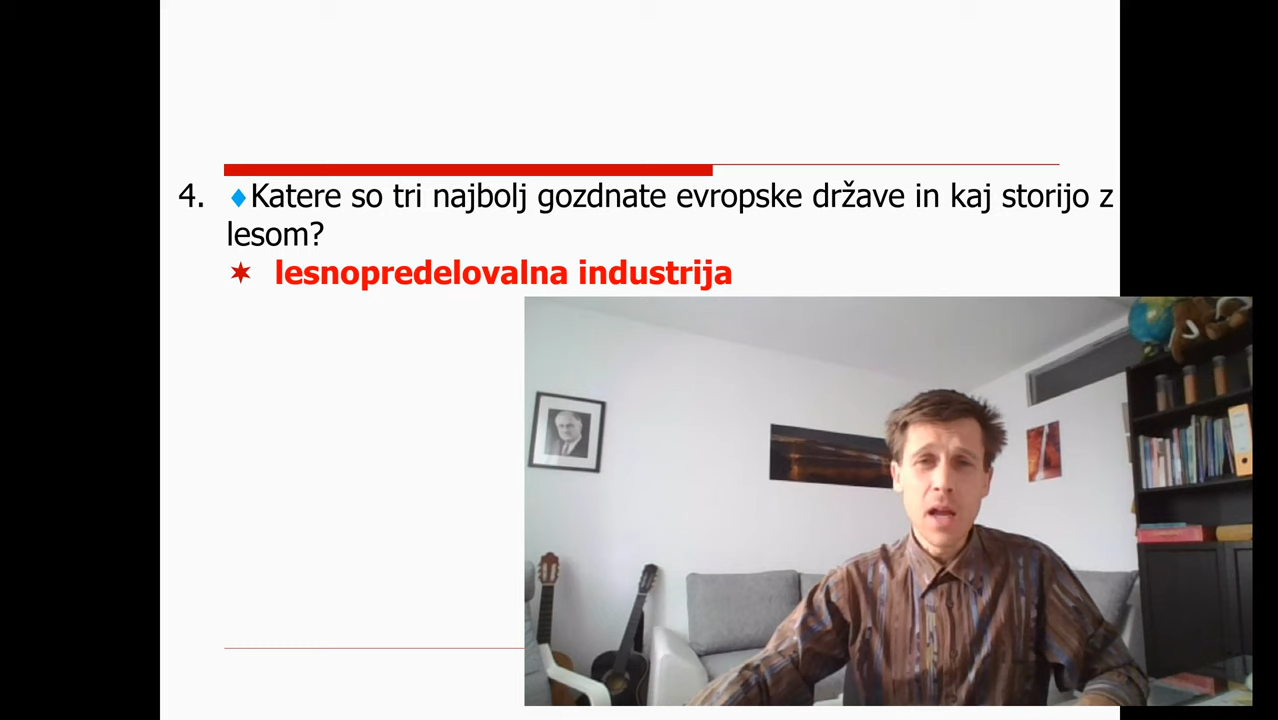 4. ♦Katere so tri najbolj gozdnate evropske države in kaj storijo z
lesom?
✶ lesnopredelovalna industrija